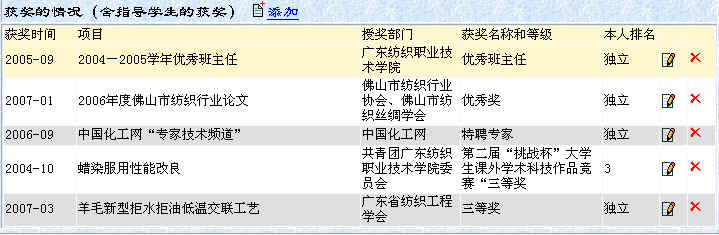 获奖的情况（含指导学生的获奖） 添加
获奖时间 项目 授奖部门 获奖名称和等级 本人排名
2005-09 2004—2005学年优秀班主任 广东纺织职业技术学院 优秀班主任 独立
2007-01 2006年度佛山市纺织行业论文 佛山市纺织行业协会、佛山市纺织丝绸学会 优秀奖 独立
2006-09 中国化工网“专家技术频道” 中国化工网 特聘专家 独立
2004-10 蜡染服用性能改良 共青团广东纺织职业技术学院委员会 第二届“挑战杯”大学生课外学术科技作品竞赛“三等奖 3
2007-03 羊毛新型拒水拒油低温交联工艺 广东省纺织工程学会 三等奖 独立